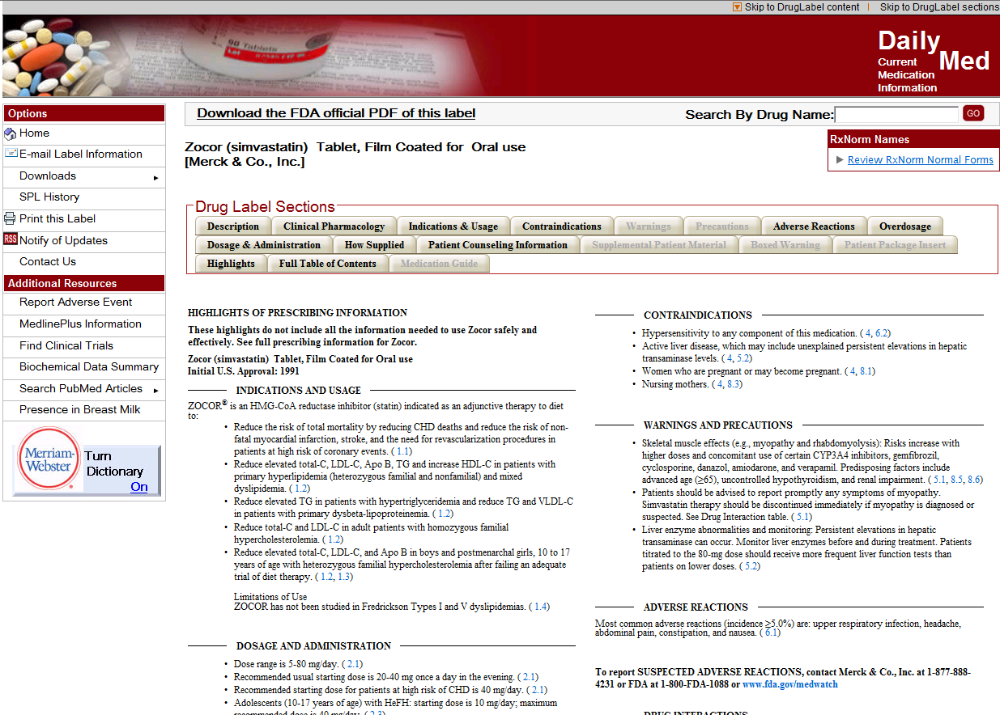 Skip to DrugLabel content | Skip to DrugLabel sections
90 Tablets
Daily
Med
Current
Medication
Information
Options
Home
E-mail Label Information
Downloads
SPL History
Print this Label
RSS Notify of Updates
Contact Us
Additional Resources
Report Adverse Event
MedlinePlus Information
Find Clinical Trials
Biochemical Data Summary
Search PubMed Articles
Presence in Breast Milk
Merriam-
Webster
Turn
Dictionary
On
Download the FDA official PDF of this label
Search By Drug Name: GO
Zocor (simvastatin) Tablet, Film Coated for Oral use
[Merck & Co., Inc.]
RxNorm Names
Review RxNorm Normal Forms
Drug Label Sections
Description Clinical Pharmacology Indications & Usage Contraindications Warnings Precautions Adverse Reactions Overdosage
Dosage & Administration How Supplied Patient Counseling Information Supplemental Patient Material Boxed Warning Patient Package Insert
Highlights Full Table of Contents Medication Guide
HIGHLIGHTS OF PRESCRIBING INFORMATION
These highlights do not include all the information needed to use Zocor safely and
effectively. See full prescribing information for Zocor.
Zocor (simvastatin) Tablet, Film Coated for Oral use
Initial U.S. Approval: 1991
INDICATIONS AND USAGE
ZOCOR® is an HMG-CoA reductase inhibitor (statin) indicated as an adjunctive therapy to diet
to:
• Reduce the risk of total mortality by reducing CHD deaths and reduce the risk of non-
fatal myocardial infarction, stroke, and the need for revascularization procedures in
patients at high risk of coronary events. ( 1.1)
• Reduce elevated total-C, LDL-C, Apo B, TG and increase HDL-C in patients with
primary hyperlipidemia (heterozygous familial and nonfamilial) and mixed
dyslipidemia. ( 1.2)
• Reduce elevated TG in patients with hypertriglyceridemia and reduce TG and VLDL-C
in patients with primary dysbeta-lipoproteinemia. ( 1.2)
• Reduce total-C and LDL-C in adult patients with homozygous familial
hypercholesterolemia. ( 1.2)
• Reduce elevated total-C, LDL-C, and Apo B in boys and postmenarchal girls, 10 to 17
years of age with heterozygous familial hypercholesterolemia after failing an adequate
trial of diet therapy. ( 1.2, 1.3)
Limitations of Use
ZOCOR has not been studied in Fredrickson Types I and V dyslipidemias. ( 1.4)
DOSAGE AND ADMINISTRATION
• Dose range is 5-80 mg/day. ( 2.1)
• Recommended usual starting dose is 20-40 mg once a day in the evening. ( 2.1)
• Recommended starting dose for patients at high risk of CHD is 40 mg/day. ( 2.1)
• Adolescents (10-17 years of age) with HeFH: starting dose is 10 mg/day; maximum
recommended dose is 40 mg/day. ( 2.3)
CONTRAINDICATIONS
• Hypersensitivity to any component of this medication. ( 4, 6.2)
• Active liver disease, which may include unexplained persistent elevations in hepatic
transaminase levels. ( 4, 5.2)
• Women who are pregnant or may become pregnant. ( 4, 8.1)
• Nursing mothers. ( 4, 8.3)
WARNINGS AND PRECAUTIONS
• Skeletal muscle effects (e.g., myopathy and rhabdomyolysis): Risks increase with
higher doses and concomitant use of certain CYP3A4 inhibitors, gemfibrozil,
cyclosporine, danazol, amiodarone, and verapamil. Predisposing factors include
advanced age (≥65), uncontrolled hypothyroidism, and renal impairment. ( 5.1, 8.5, 8.6)
• Patients should be advised to report promptly any symptoms of myopathy.
Simvastatin therapy should be discontinued immediately if myopathy is diagnosed or
suspected. See Drug Interaction table. ( 5.1)
• Liver enzyme abnormalities and monitoring: Persistent elevations in hepatic
transaminase can occur. Monitor liver enzymes before and during treatment. Patients
titrated to the 80-mg dose should receive more frequent liver function tests than
patients on lower doses. ( 5.2)
ADVERSE REACTIONS
Most common adverse reactions (incidence ≥5.0%) are: upper respiratory infection, headache,
abdominal pain, constipation, and nausea. ( 6.1)
To report SUSPECTED ADVERSE REACTIONS, contact Merck & Co., Inc. at 1-877-888-
4231 or FDA at 1-800-FDA-1088 or www.fda.gov/medwatch
DRUG INTERACTIONS